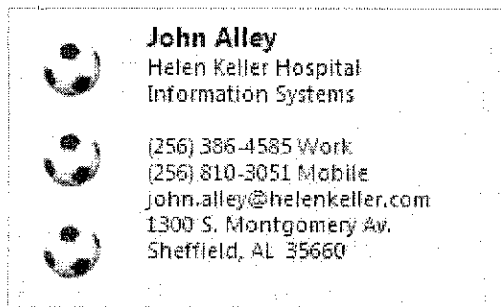 John Alley
Helen Keller Hospital
Information Systems
(256) 386-4585 Work
(256) 810-3051 Mobile
john.alley@helenkeller.com
1300 S. Montgomery Av.
Sheffield, AL 35660